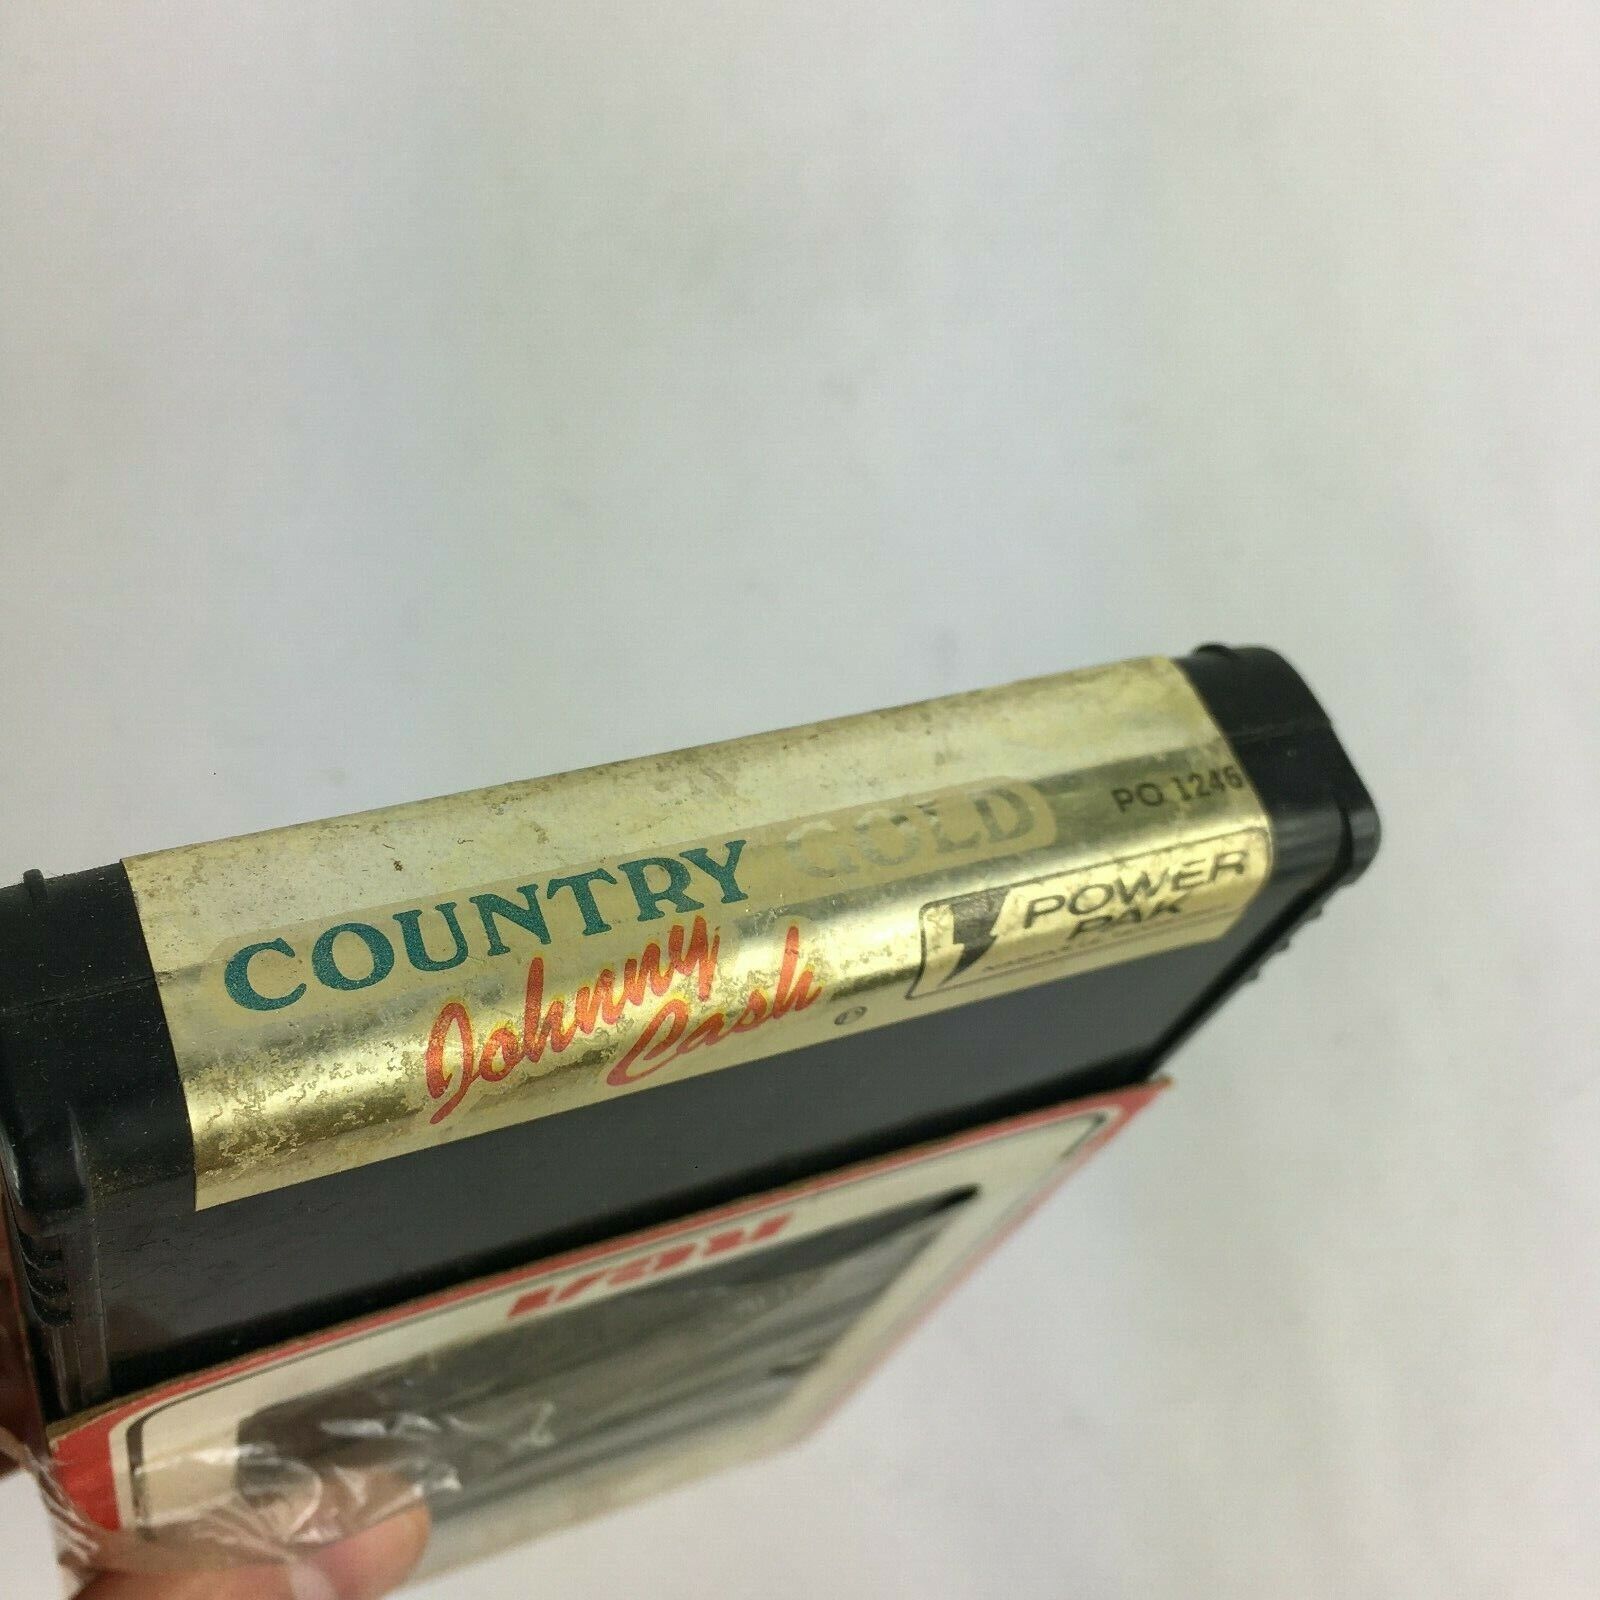 COUNTRY GOLD
PO 1246
Johnny
Cash
POWER
PAK